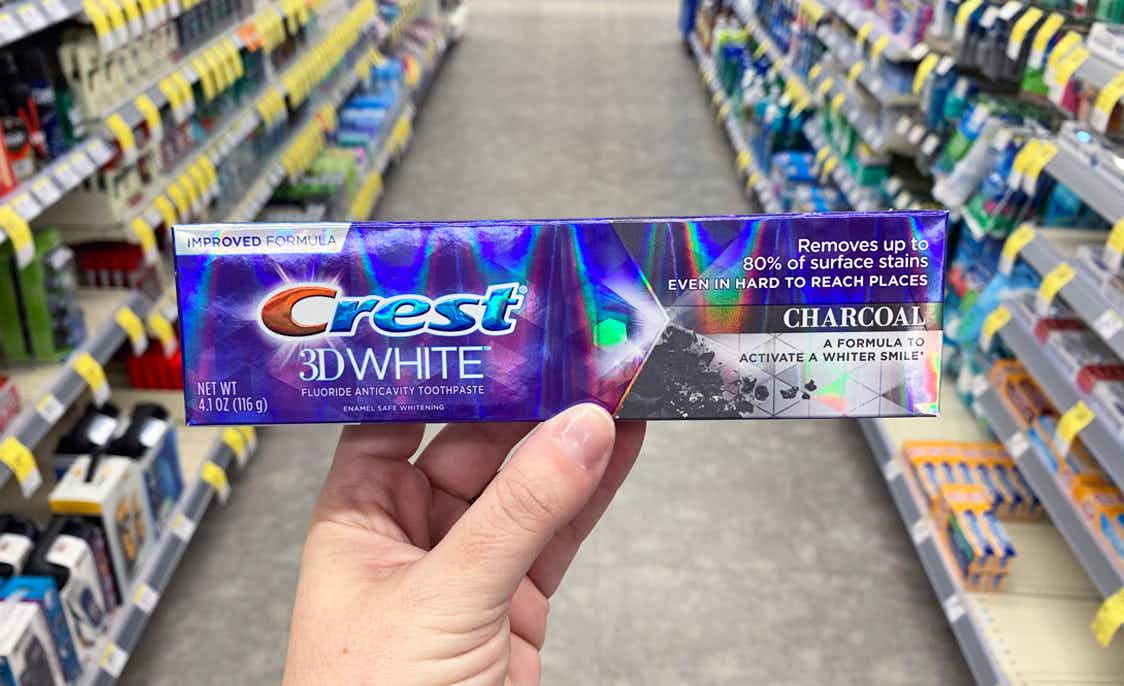 IMPROVED FORMULA
Crest®
3D WHITE™
FLUORIDE ANTICAVITY TOOTHPASTE
ENAMEL SAFE WHITENING
NET WT
4.1 OZ (116 g)
Removes up to
80% of surface stains
EVEN IN HARD TO REACH PLACES
CHARCOAL
A FORMULA TO
ACTIVATE A WHITER SMILE*